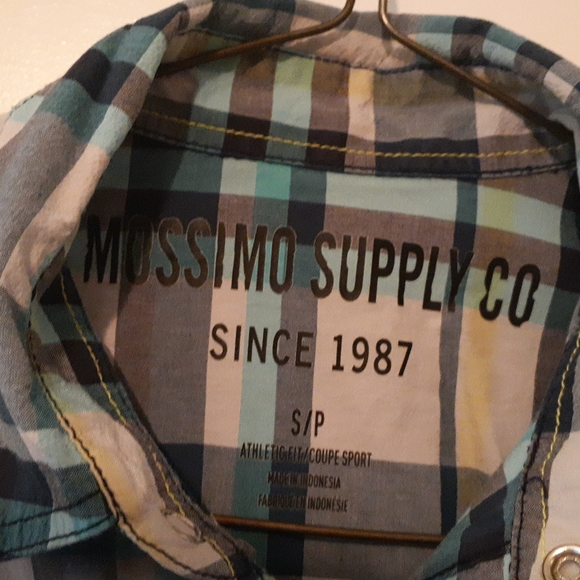 MOSSIMO SUPPLY CO
SINCE 1987
S/P
ATHLETIC FIT/COUPE SPORT
MADE IN INDONESIA
FABRIQUÉ EN INDONÉSIE